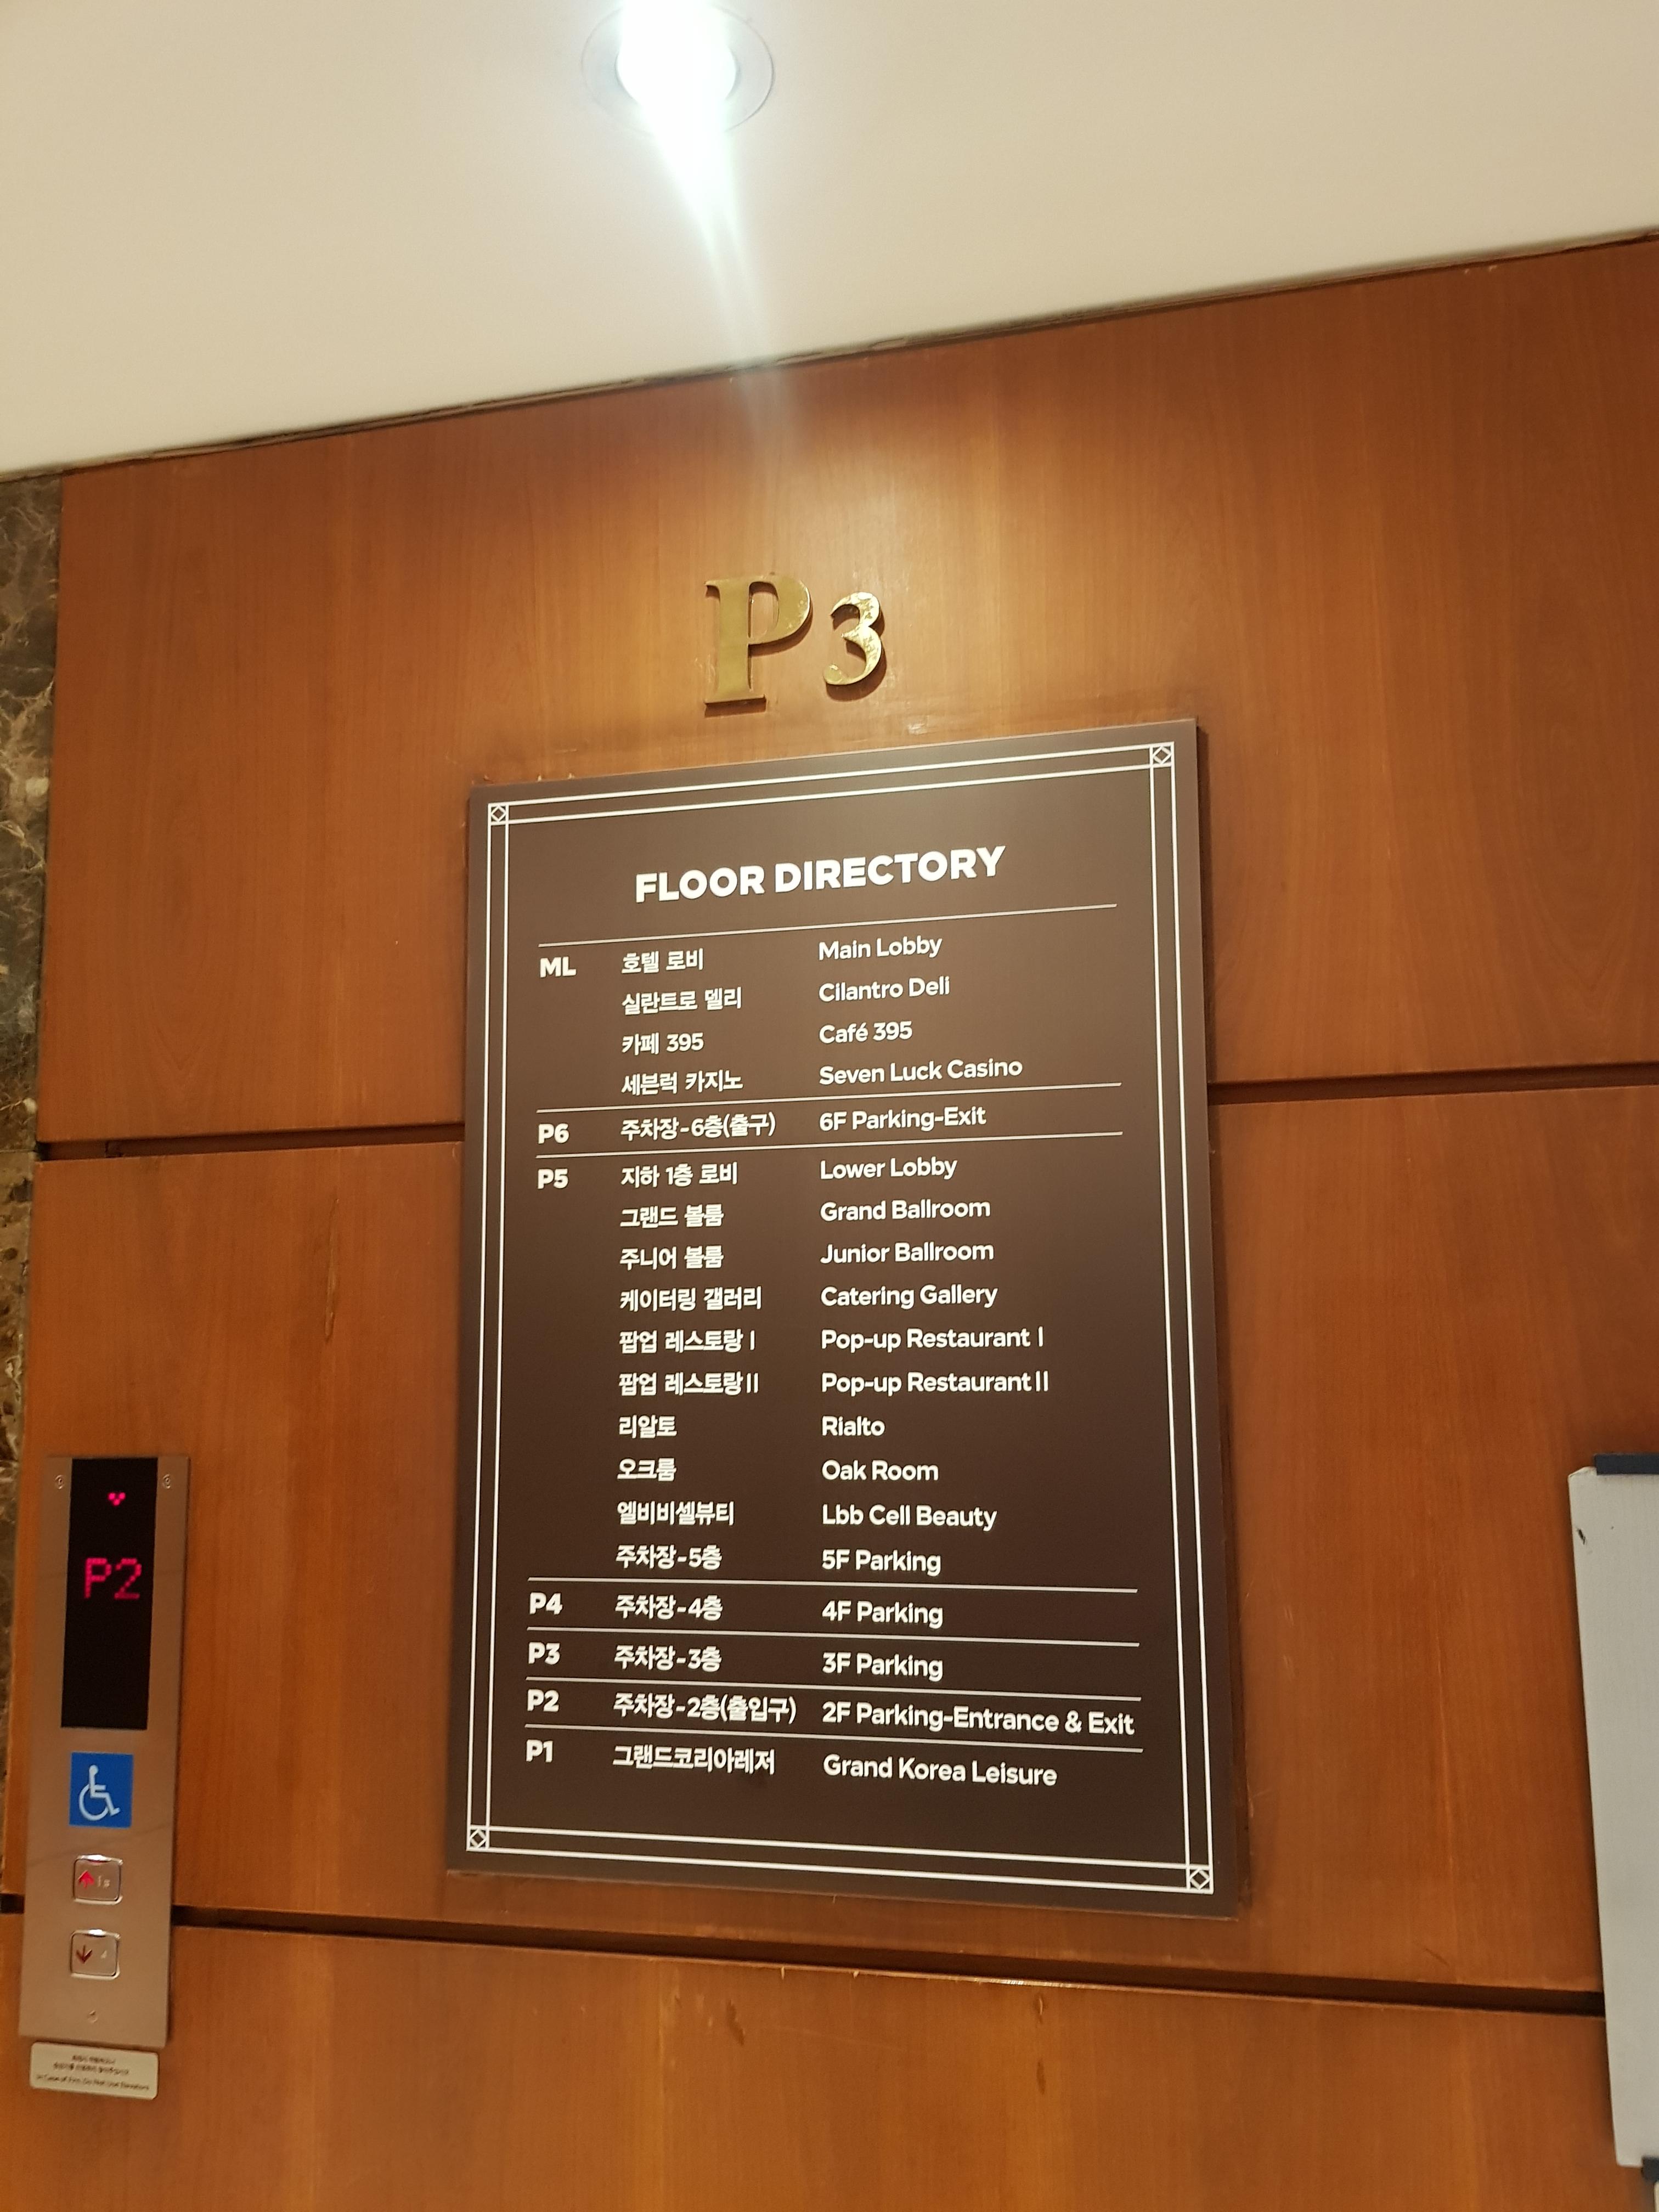 P3
FLOOR DIRECTORY
ML 호텔 로비 Main Lobby
실란트로 델리 Cilantro Deli
카페 395 Café 395
세븐럭 카지노 Seven Luck Casino
P6 주차장-6층(출구) 6F Parking-Exit
P5 지하 1층 로비 Lower Lobby
그랜드 볼룸 Grand Ballroom
주니어 볼룸 Junior Ballroom
케이터링 갤러리 Catering Gallery
팝업 레스토랑 I Pop-up Restaurant I
팝업 레스토랑 II Pop-up Restaurant II
리알토 Rialto
오크룸 Oak Room
엘비비셀뷰티 Lbb Cell Beauty
주차장-5층 5F Parking
P4 주차장-4층 4F Parking
P3 주차장-3층 3F Parking
P2 주차장-2층(출입구) 2F Parking-Entrance & Exit
P1 그랜드코리아레저 Grand Korea Leisure
P2
In Case of Fire, Do Not Use Elevators